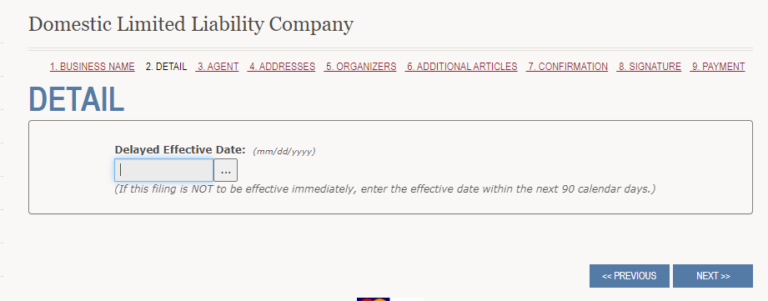 Domestic Limited Liability Company
1. BUSINESS NAME 2. DETAIL 3. AGENT 4. ADDRESSES 5. ORGANIZERS 6. ADDITIONAL ARTICLES 7. CONFIRMATION 8. SIGNATURE 9. PAYMENT
DETAIL
Delayed Effective Date: (mm/dd/yyyy)
...
(If this filing is NOT to be effective immediately, enter the effective date within the next 90 calendar days.)
<< PREVIOUS NEXT >>